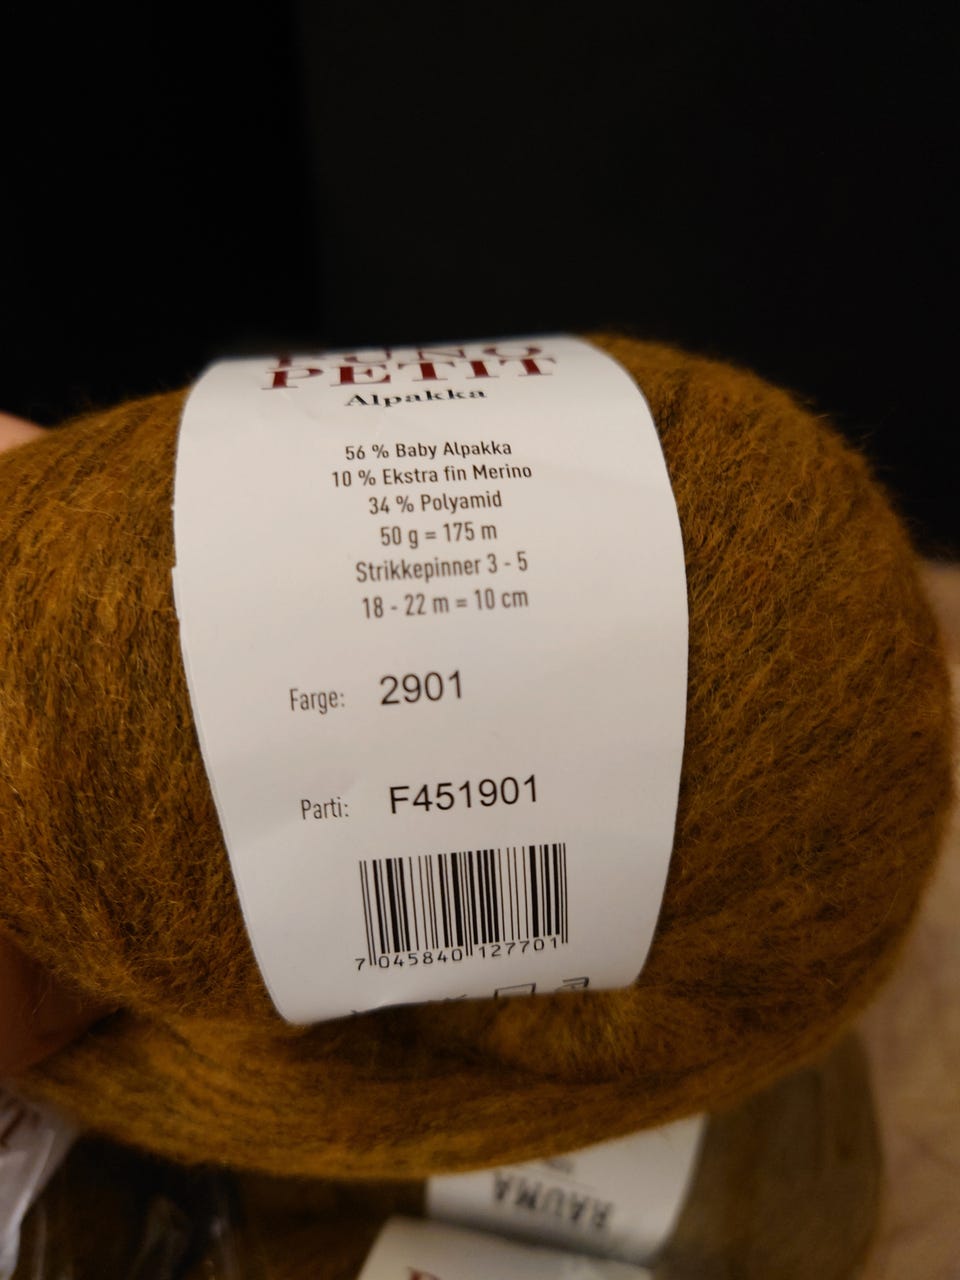 PETIT
Alpakka
56 % Baby Alpakka
10 % Ekstra fin Merino
34 % Polyamid
50 g = 175 m
Strikkepinner 3 - 5
18 - 22 m = 10 cm
Farge: 2901
Parti: F451901
7 045840 127701
RAUMA